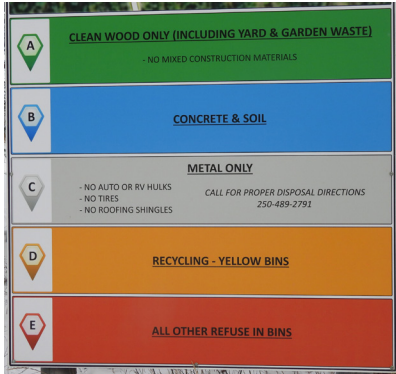 A
CLEAN WOOD ONLY (INCLUDING YARD & GARDEN WASTE)
- NO MIXED CONSTRUCTION MATERIALS
B
CONCRETE & SOIL
C
METAL ONLY
- NO AUTO OR RV HULKS
- NO TIRES
- NO ROOFING SHINGLES
CALL FOR PROPER DISPOSAL DIRECTIONS
250-489-2791
D
RECYCLING - YELLOW BINS
E
ALL OTHER REFUSE IN BINS